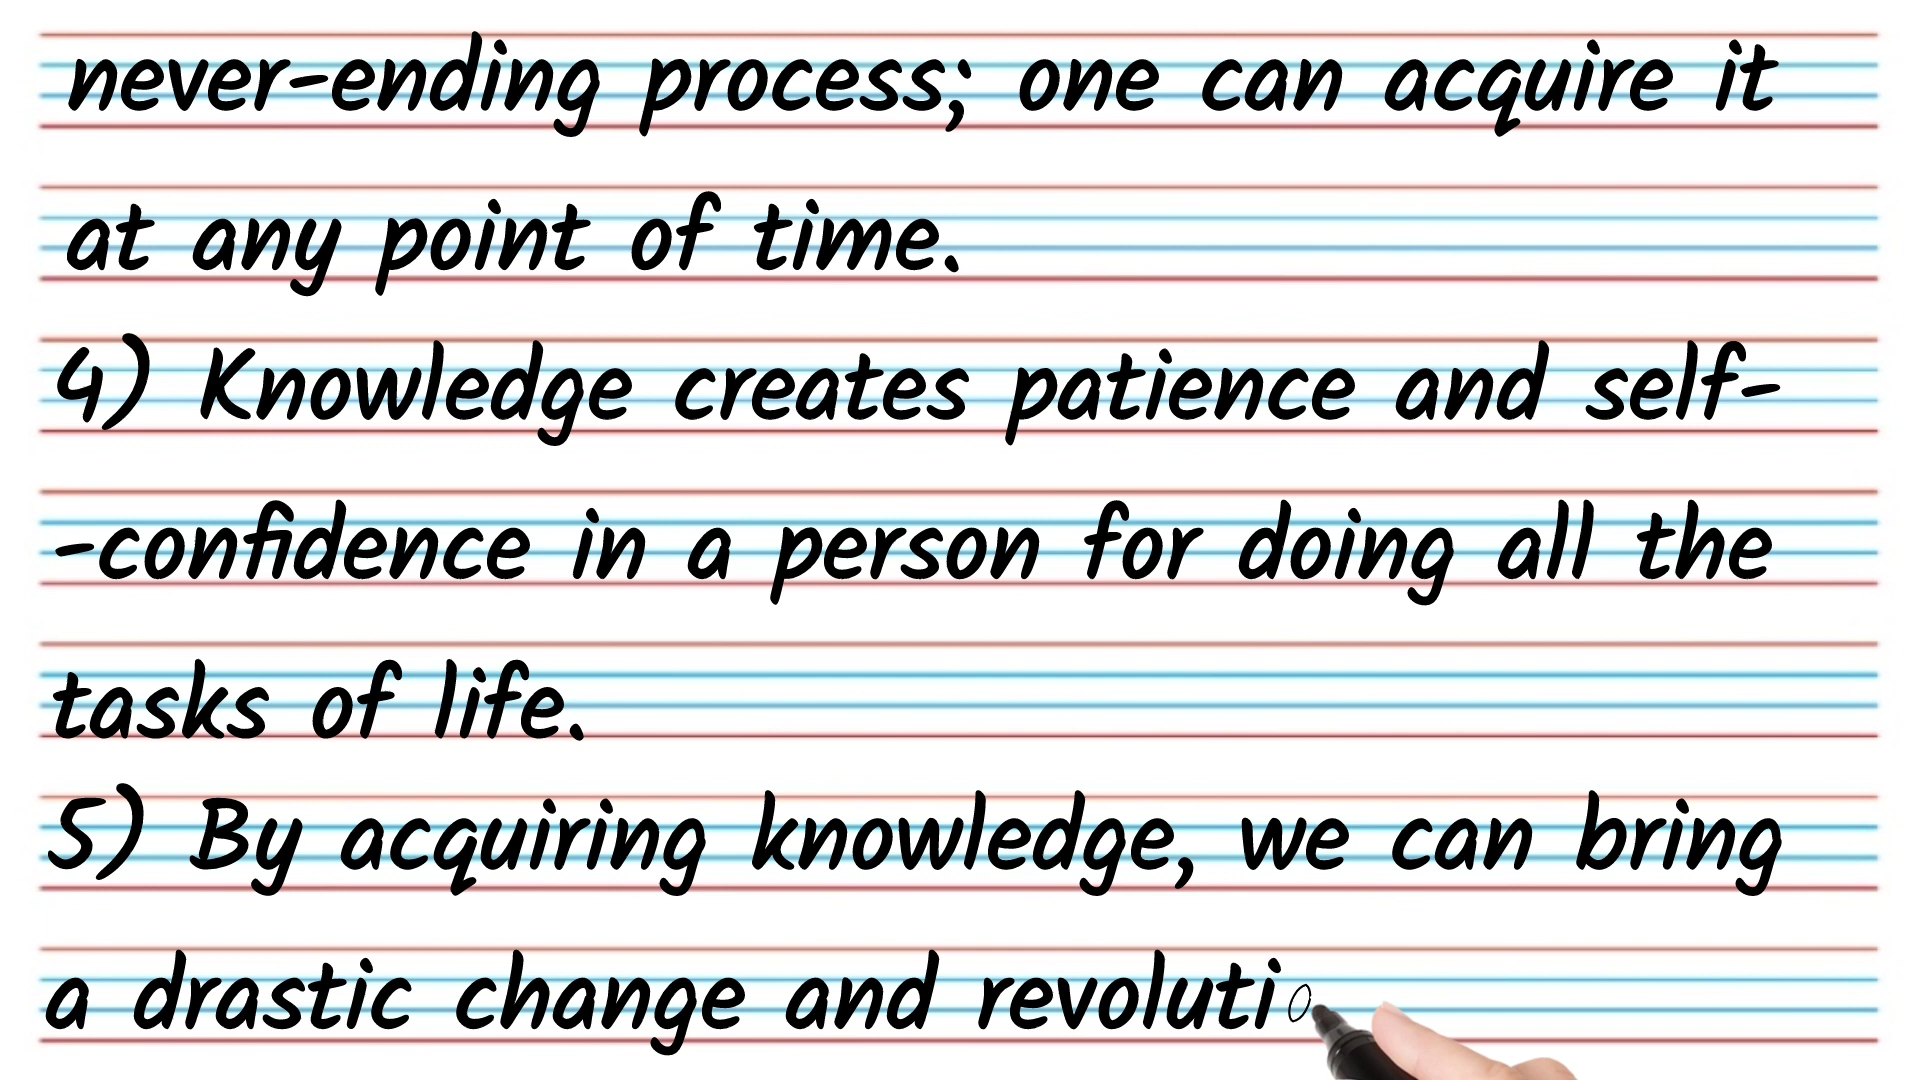 never-ending process; one can acquire it
at any point of time.
4) Knowledge creates patience and self-
-confidence in a person for doing all the
tasks of life.
5) By acquiring knowledge, we can bring
a drastic change and revolutio